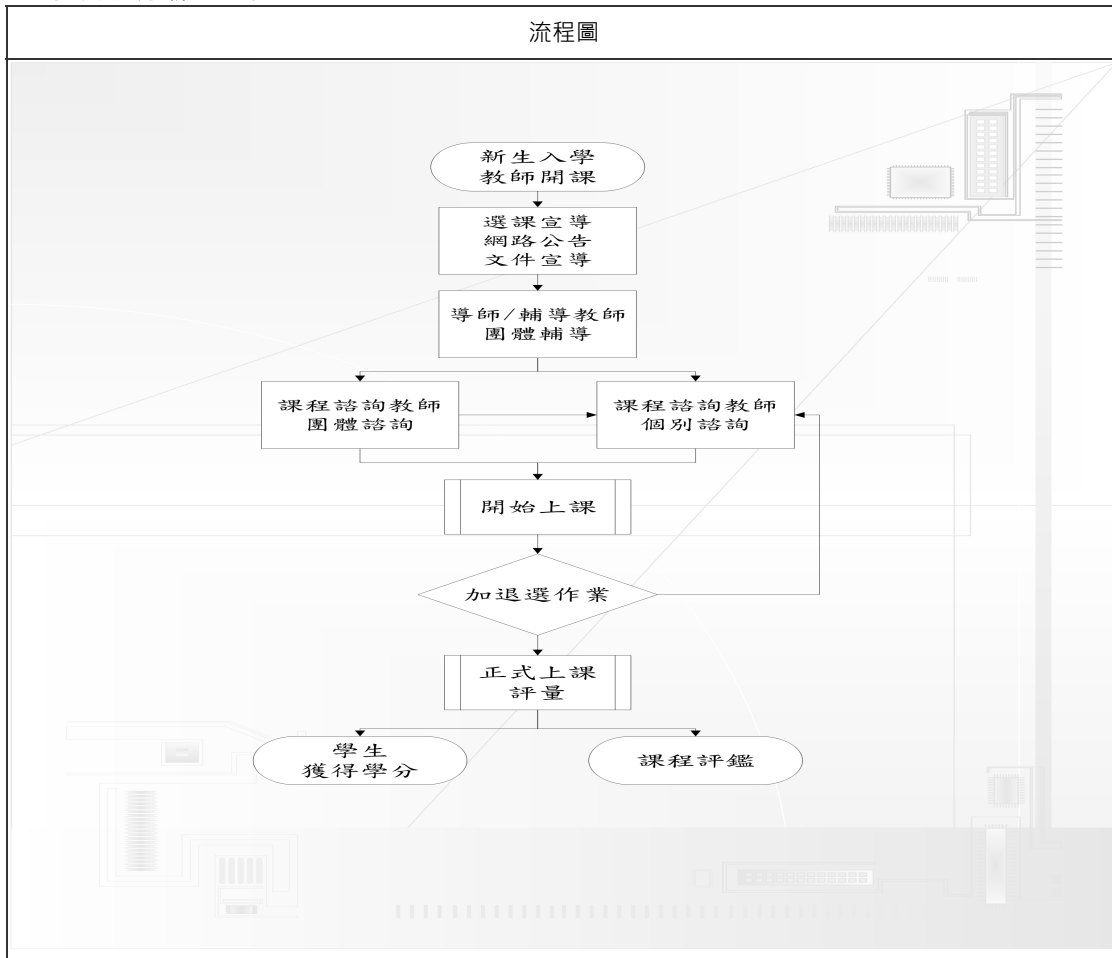 流程圖
新生入學
教師開課
選課宣導
網路公告
文件宣導
導師/輔導教師
團體輔導
課程諮詢教師
團體諮詢
課程諮詢教師
個別諮詢
開始上課
加退選作業
正式上課
評量
學生
獲得學分
課程評鑑